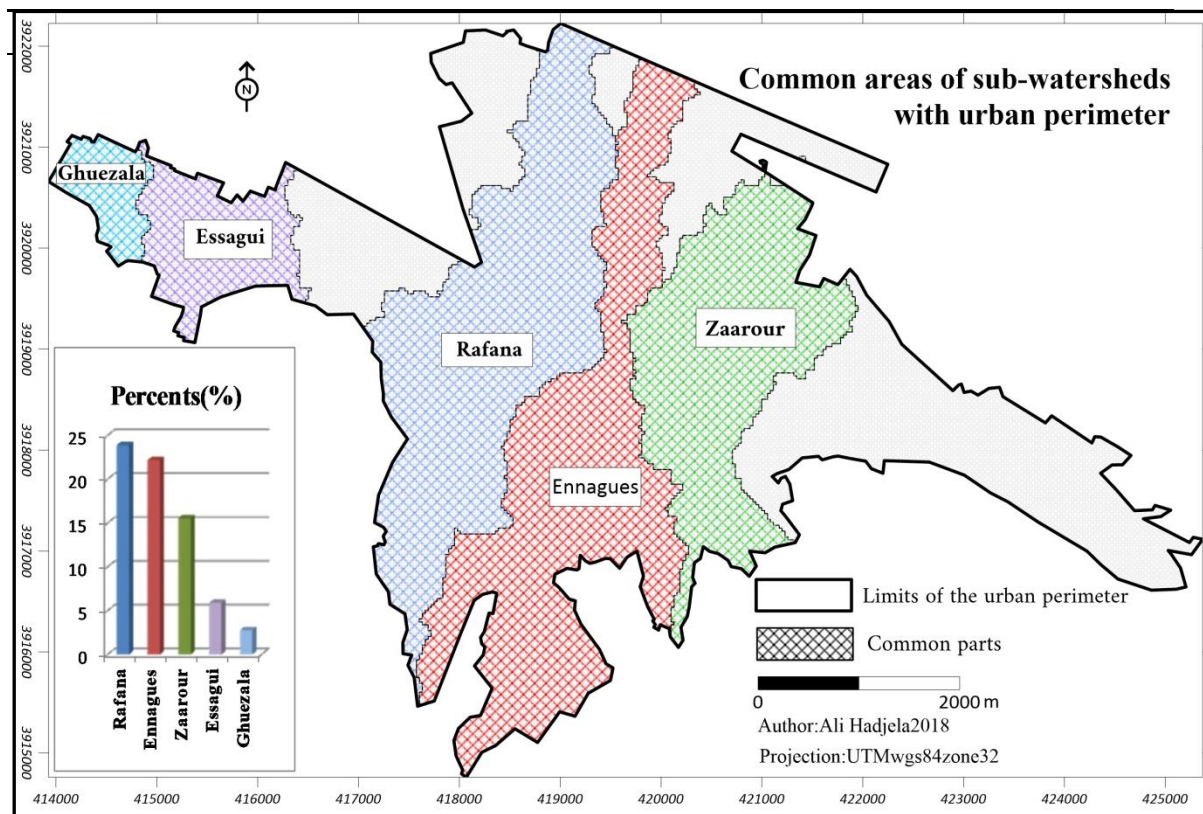 Common areas of sub-watersheds
with urban perimeter
N
Ghuezala
Essagui
Rafana
Zaarour
Ennagues
Percents(%)
25
20
15
10
5
0
Rafana
Ennagues
Zaarour
Essagui
Ghuezala
Limits of the urban perimeter
Common parts
0 2000 m
Author:Ali Hadjela2018
Projection:UTMwgs84zone32
3922000
3921000
3920000
3919000
3918000
3917000
3916000
3915000
414000 415000 416000 417000 418000 419000 420000 421000 422000 423000 424000 425000